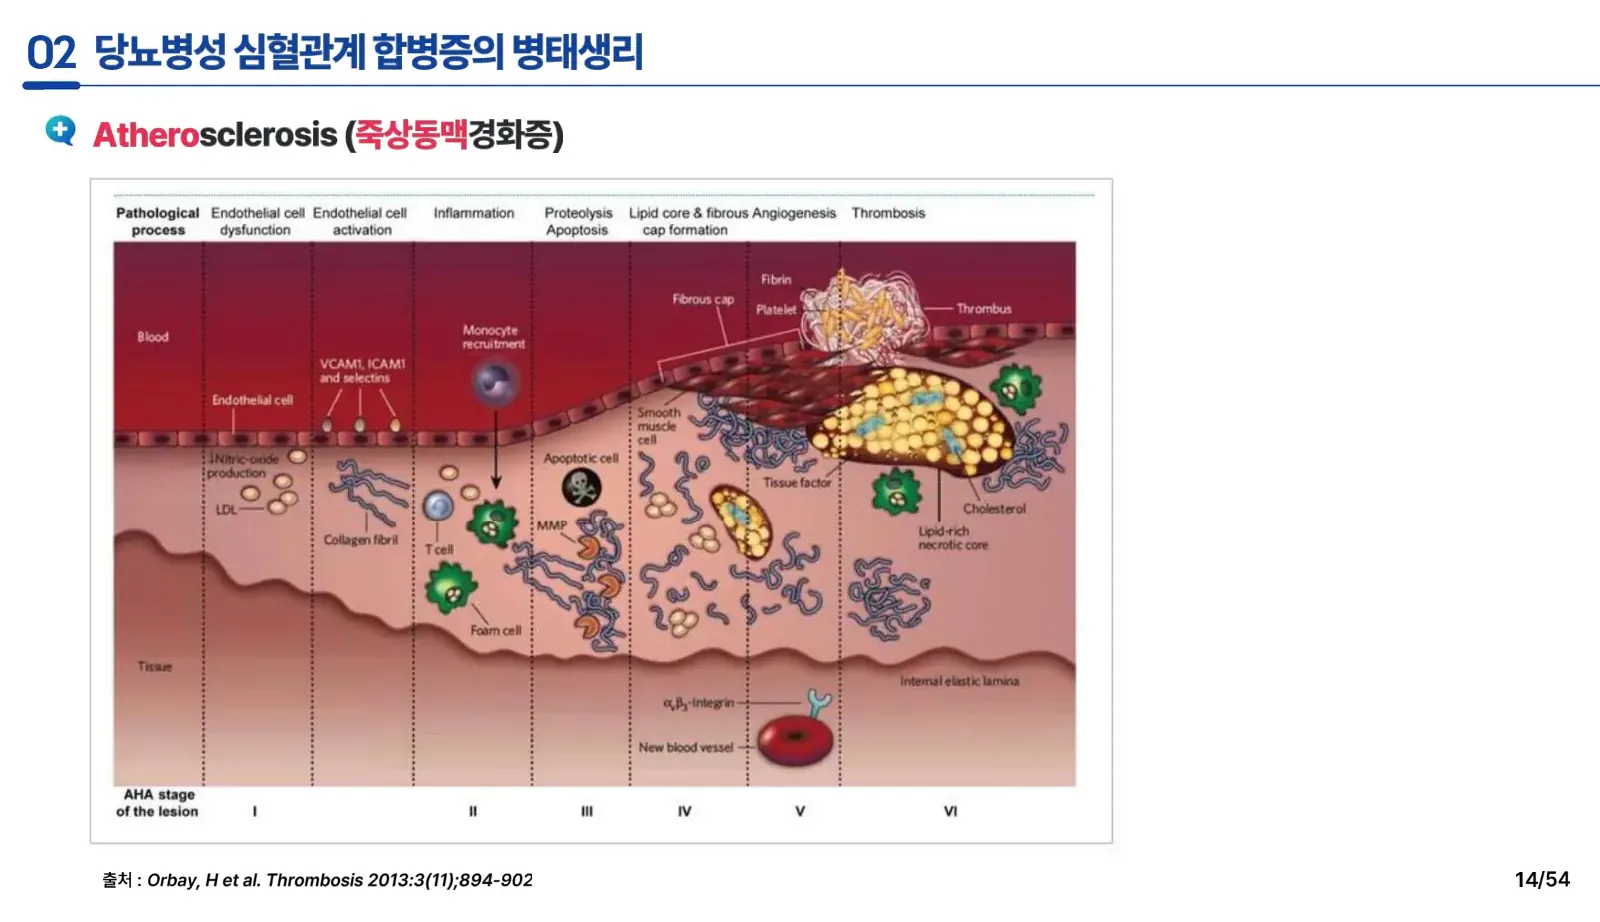 02 당뇨병성 심혈관계 합병증의 병태생리
Atherosclerosis (죽상동맥경화증)
Pathological process
Endothelial cell dysfunction
Endothelial cell activation
Inflammation
Proteolysis Apoptosis
Lipid core & fibrous cap formation
Angiogenesis
Thrombosis
Blood
Endothelial cell
VCAM1, ICAM1
and selectins
Monocyte
recruitment
Fibrous cap
Fibrin
Platelet
Thrombus
↓Nitric-oxide
production
LDL
Collagen fibril
T cell
Foam cell
Apoptotic cell
MMP
Smooth
muscle
cell
Tissue factor
Cholesterol
Lipid-rich
necrotic core
Tissue
Internal elastic lamina
αvβ3-Integrin
New blood vessel
AHA stage
of the lesion
I
II
III
IV
V
VI
출처 : Orbay, H et al. Thrombosis 2013:3(11);894-902
14/54